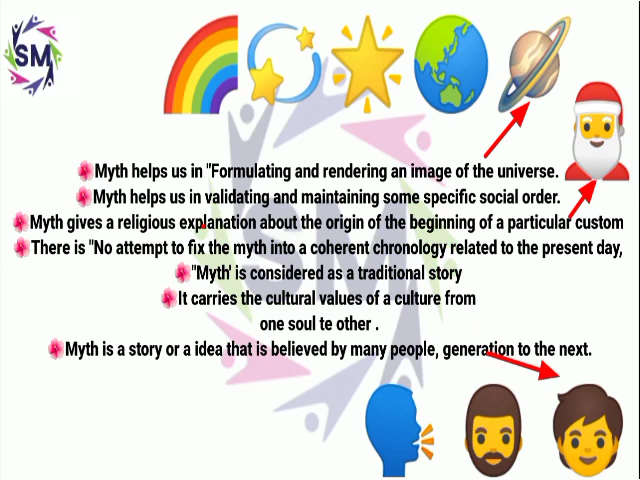 SM
Myth helps us in "Formulating and rendering an image of the universe.
Myth helps us in validating and maintaining some specific social order.
Myth gives a religious explanation about the origin of the beginning of a particular custom
There is "No attempt to fix the myth into a coherent chronology related to the present day,
"Myth' is considered as a traditional story
It carries the cultural values of a culture from
one soul te other .
Myth is a story or a idea that is believed by many people, generation to the next.